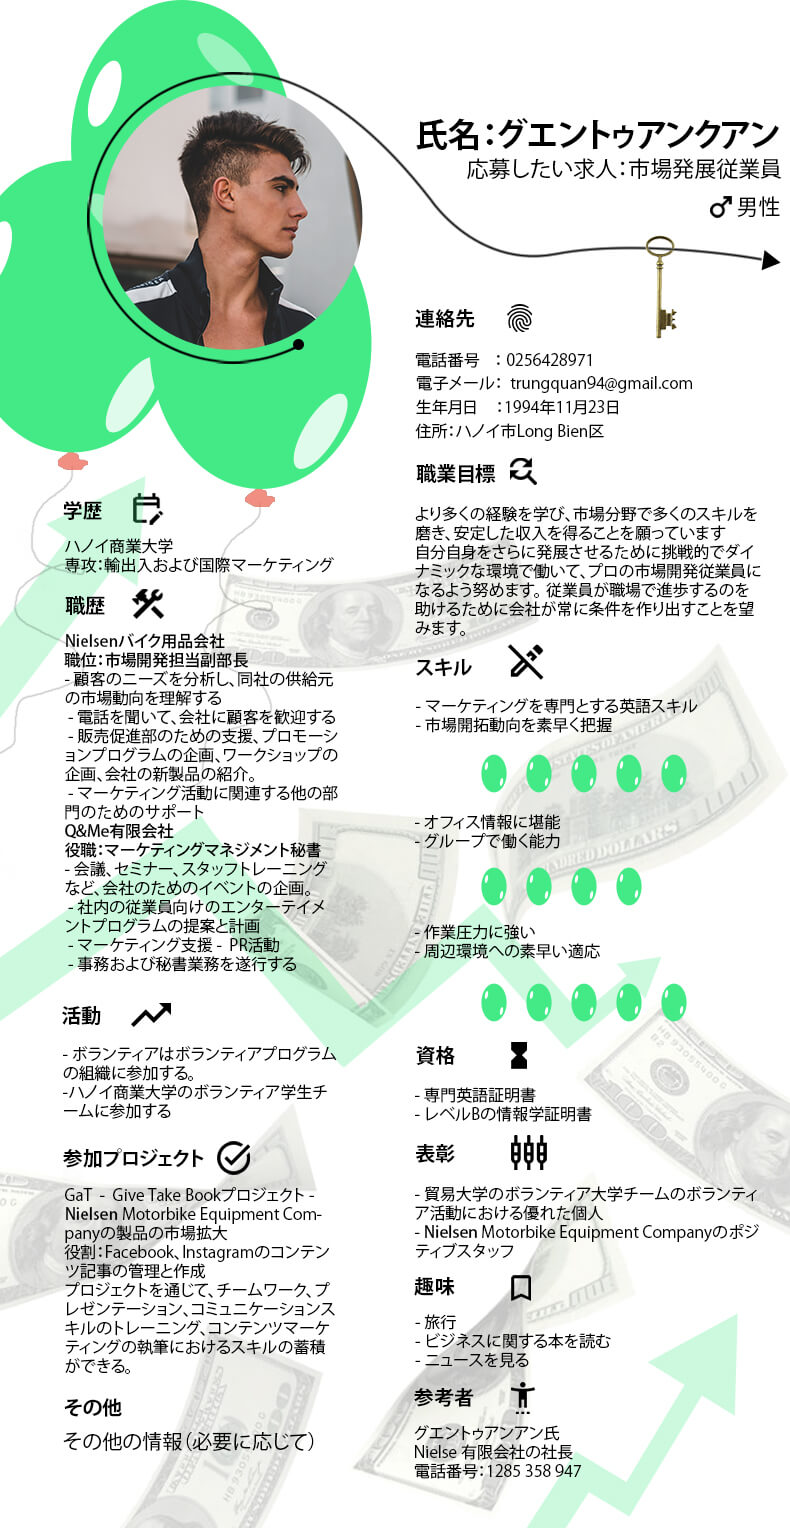 氏名：グエントゥアンクアン
応募したい求人：市場発展従業員
男性
連絡先
電話番号　：0256428971
電子メール：trungquan94@gmail.com
生年月日　：1994年11月23日
住所：ハノイ市Long Bien区
職業目標
より多くの経験を学び、市場分野で多くのスキルを
磨き、安定した収入を得ることを願っています
自分自身をさらに発展させるために挑戦的でダイ
ナミックな環境で働いて、プロの市場開発従業員に
なるよう努めます。従業員が職場で進歩するのを
助けるために会社が常に条件を作り出すことを望
みます。
スキル
- マーケティングを専門とする英語スキル
- 市場開拓動向を素早く把握
- オフィス情報に堪能
- グループで働く能力
- 作業圧力に強い
- 周辺環境への素早い適応
資格
- 専門英語証明書
- レベルBの情報学証明書
表彰
- 貿易大学のボランティア大学チームのボランティ
ア活動における優れた個人
- Nielsen Motorbike Equipment Companyのポジ
ティブスタッフ
趣味
- 旅行
- ビジネスに関する本を読む
- ニュースを見る
参考者
グエントゥアンアン氏
Nielse 有限会社の社長
電話番号：1285 358 947
学歴
ハノイ商業大学
専攻：輸出入および国際マーケティング
職歴
Nielsenバイク用品会社
職位：市場開発担当副部長
- 顧客のニーズを分析し、同社の供給元
の市場動向を理解する
- 電話を聞いて、会社に顧客を歓迎する
- 販売促進部のための支援、プロモーシ
ョンプログラムの企画、ワークショップの
企画、会社の新製品の紹介。
- マーケティング活動に関連する他の部
門のためのサポート
Q&Me有限会社
役職：マーケティングマネジメント秘書
- 会議、セミナー、スタッフトレーニング
など、会社のためのイベントの企画。
- 社内の従業員向けのエンターテイメ
ントプログラムの提案と計画
- マーケティング支援 - PR活動
- 事務および秘書業務を遂行する
活動
- ボランティアはボランティアプログラム
の組織に参加する。
-ハノイ商業大学のボランティア学生チ
ームに参加する
参加プロジェクト
GaT - Give Take Bookプロジェクト -
Nielsen Motorbike Equipment Com-
panyの製品の市場拡大
役割：Facebook、Instagramのコンテン
ツ記事の管理と作成
プロジェクトを通じて、チームワーク、プ
レゼンテーション、コミュニケーションス
キルのトレーニング、コンテンツマーケ
ティングの執筆におけるスキルの蓄積
ができる。
その他
その他の情報（必要に応じて）